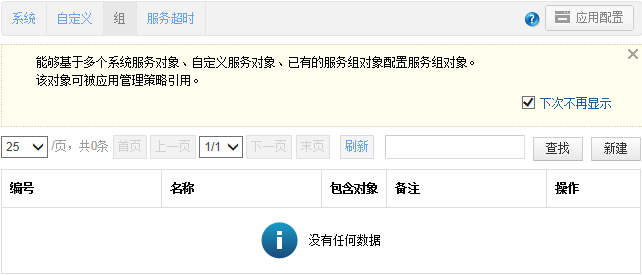 系统 自定义 组 服务超时 应用配置
能够基于多个系统服务对象、自定义服务对象、已有的服务组对象配置服务组对象。
该对象可被应用管理策略引用。
下次不再显示
25 /页，共0条 首页 上一页 1/1 下一页 末页 刷新 查找 新建
编号 名称 包含对象 备注 操作
没有任何数据